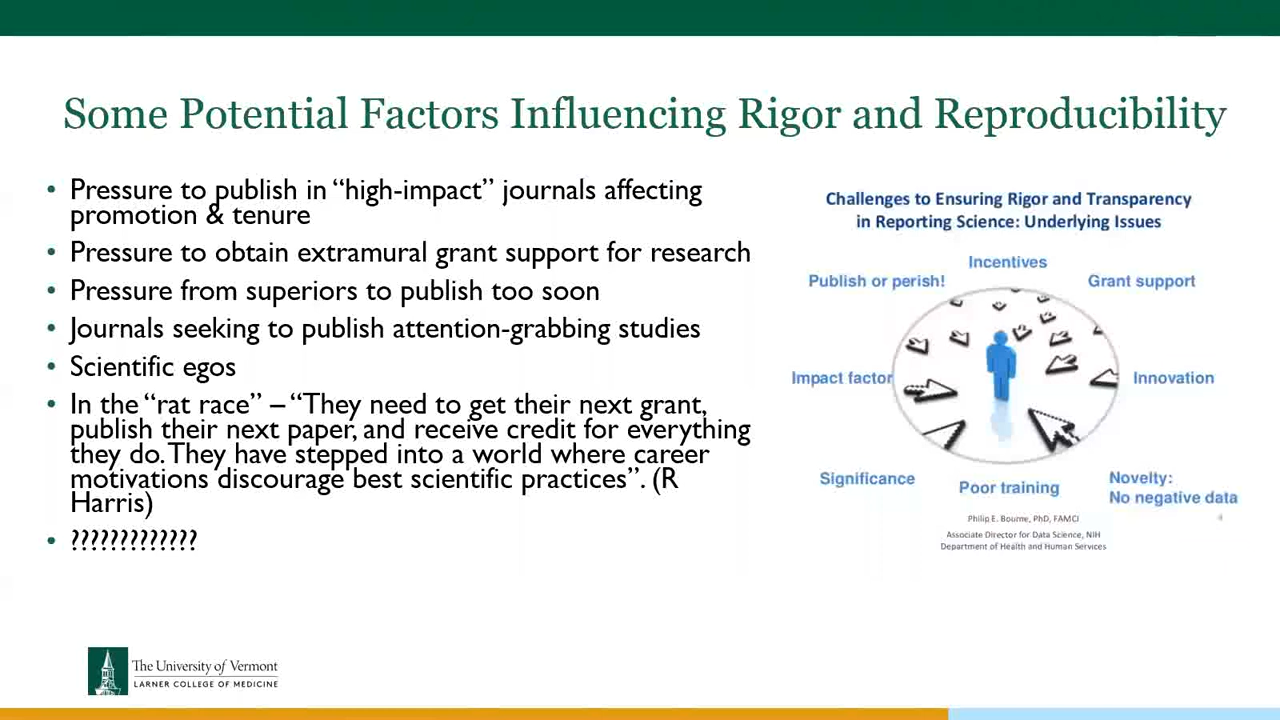 Some Potential Factors Influencing Rigor and Reproducibility
• Pressure to publish in “high-impact” journals affecting
promotion & tenure
• Pressure to obtain extramural grant support for research
• Pressure from superiors to publish too soon
• Journals seeking to publish attention-grabbing studies
• Scientific egos
• In the “rat race” – “They need to get their next grant,
publish their next paper, and receive credit for everything
they do. They have stepped into a world where career
motivations discourage best scientific practices”. (R
Harris)
• ?????????????
Challenges to Ensuring Rigor and Transparency
in Reporting Science: Underlying Issues
Incentives
Publish or perish!
Grant support
Impact factor
Innovation
Significance
Poor training
Novelty:
No negative data
Philip E. Bourne, PhD, FAMCI
4
Associate Director for Data Science, NIH
Department of Health and Human Services
The University of Vermont
LARNER COLLEGE OF MEDICINE